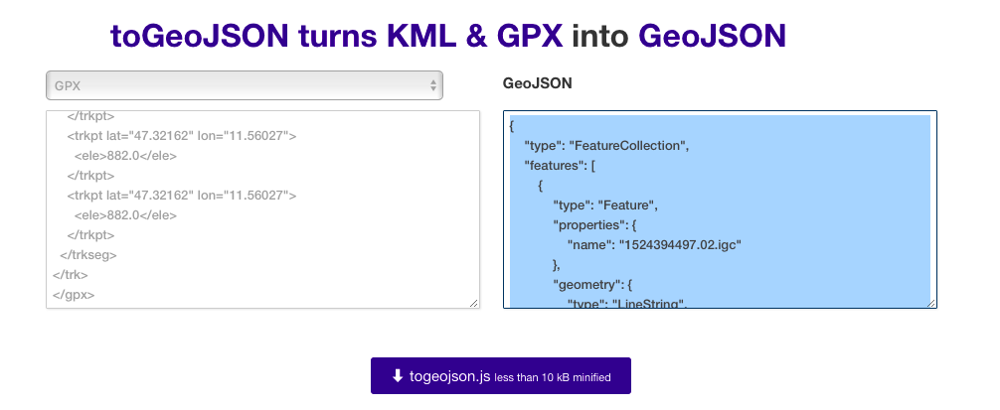 toGeoJSON turns KML & GPX into GeoJSON
GPX
</trkpt>
<trkpt lat="47.32162" lon="11.56027">
<ele>882.0</ele>
</trkpt>
<trkpt lat="47.32162" lon="11.56027">
<ele>882.0</ele>
</trkpt>
</trkseg>
</trk>
</gpx>
GeoJSON
{
"type": "FeatureCollection",
"features": [
{
"type": "Feature",
"properties": {
"name": "1524394497.02.igc"
},
"geometry": {
"type": "LineString",
togeojson.js less than 10 kB minified